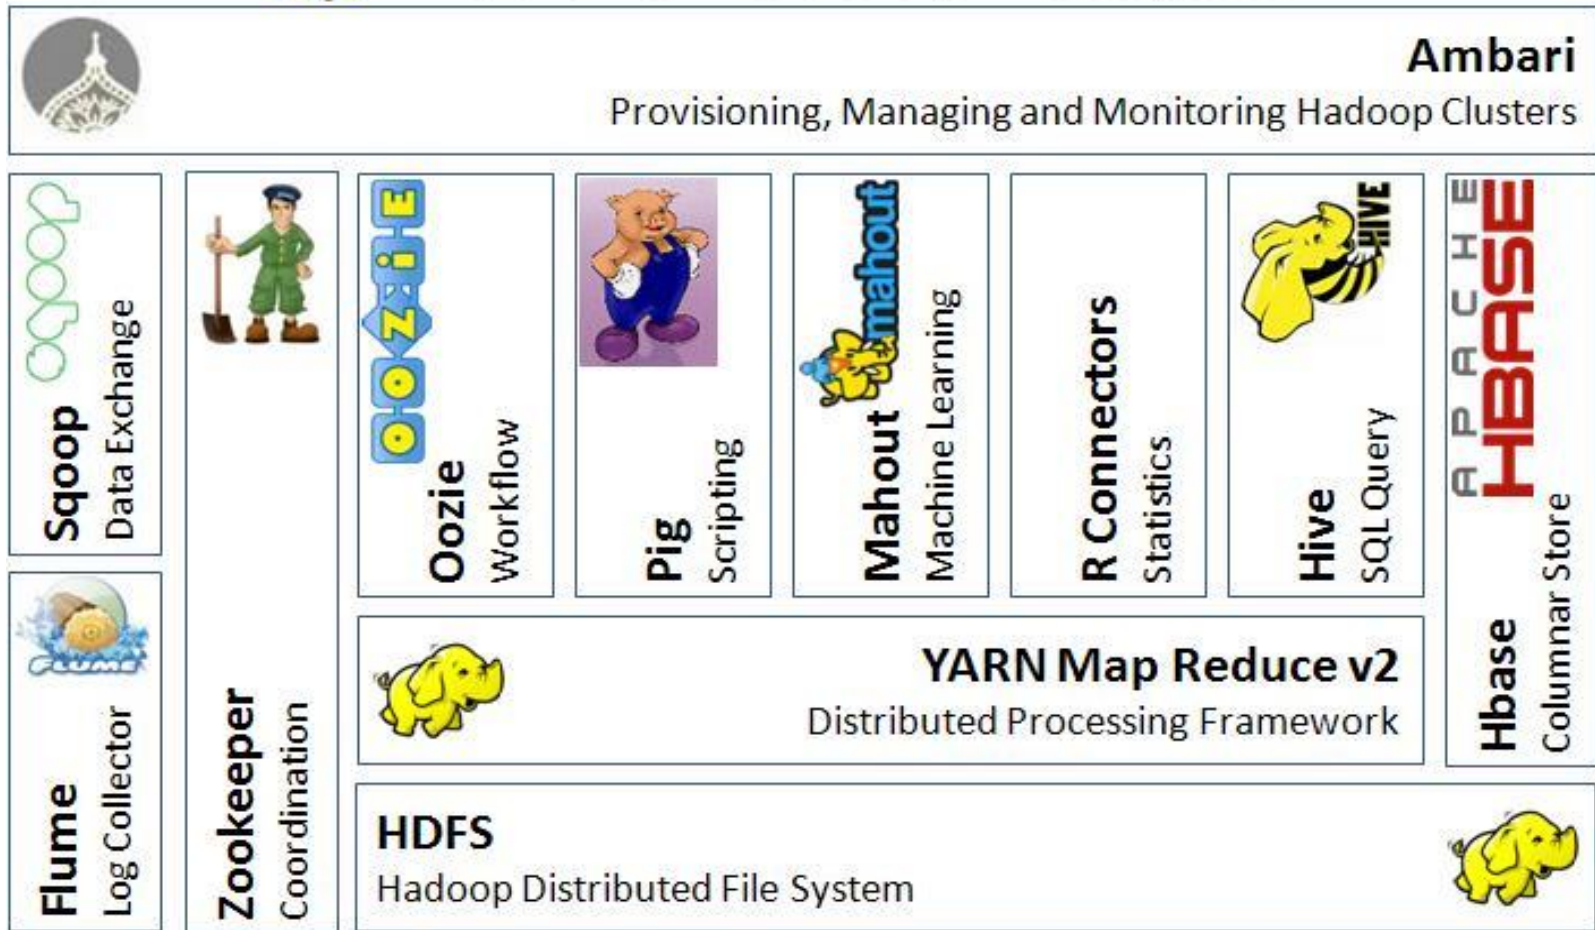 Ambari
Provisioning, Managing and Monitoring Hadoop Clusters
sqoop
Sqoop
Data Exchange
FLUME
Flume
Log Collector
Zookeeper
Coordination
OOZIE
Oozie
Workflow
Pig
Scripting
mahout
Mahout
Machine Learning
R Connectors
Statistics
HIVE
Hive
SQL Query
APACHE
HBASE
Hbase
Columnar Store
YARN Map Reduce v2
Distributed Processing Framework
HDFS
Hadoop Distributed File System